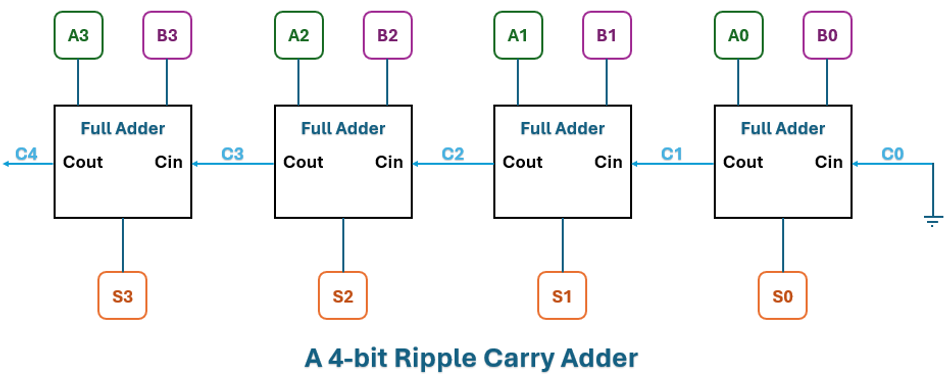 A3 B3 A2 B2 A1 B1 A0 B0
Full Adder Full Adder Full Adder Full Adder
C4 Cout Cin C3 Cout Cin C2 Cout Cin C1 Cout Cin C0
S3 S2 S1 S0
A 4-bit Ripple Carry Adder